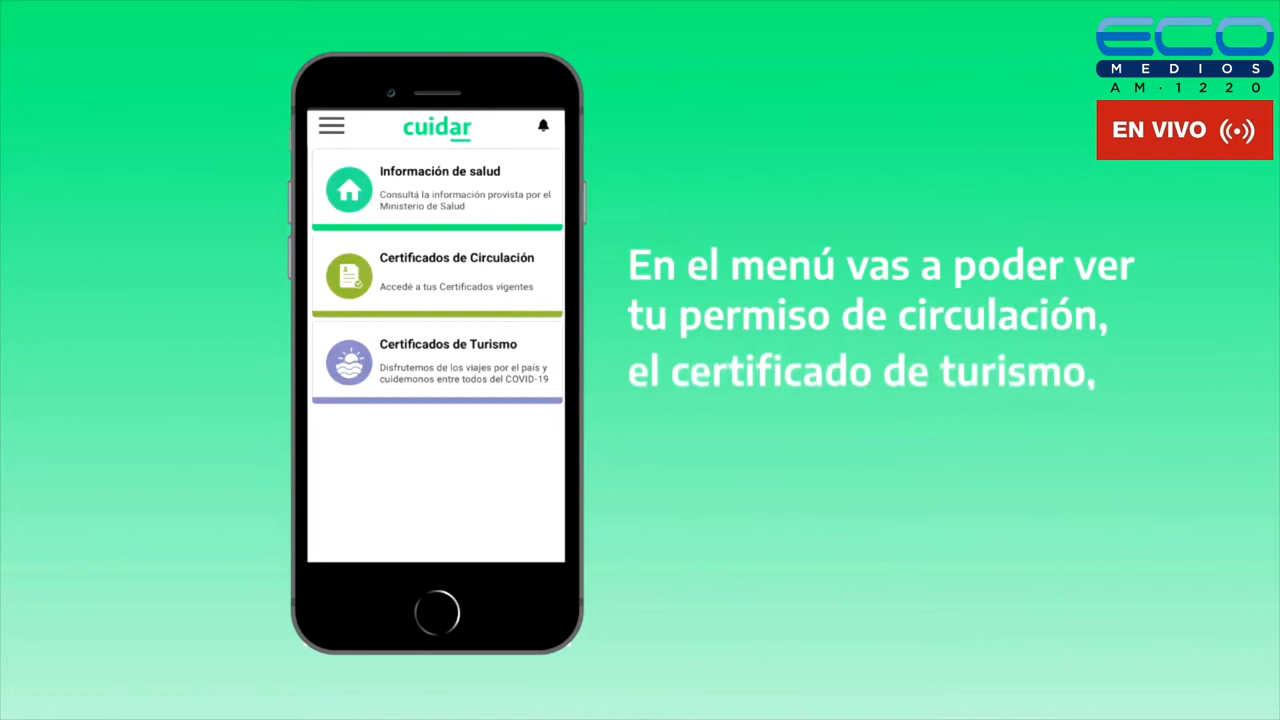 ECO
MEDIOS
AM·1220
EN VIVO
cuidar
Información de salud
Consultá la información provista por el
Ministerio de Salud
Certificados de Circulación
Accedé a tus Certificados vigentes
Certificados de Turismo
Disfrutemos de los viajes por el país y
cuidemonos entre todos del COVID-19
En el menú vas a poder ver
tu permiso de circulación,
el certificado de turismo,